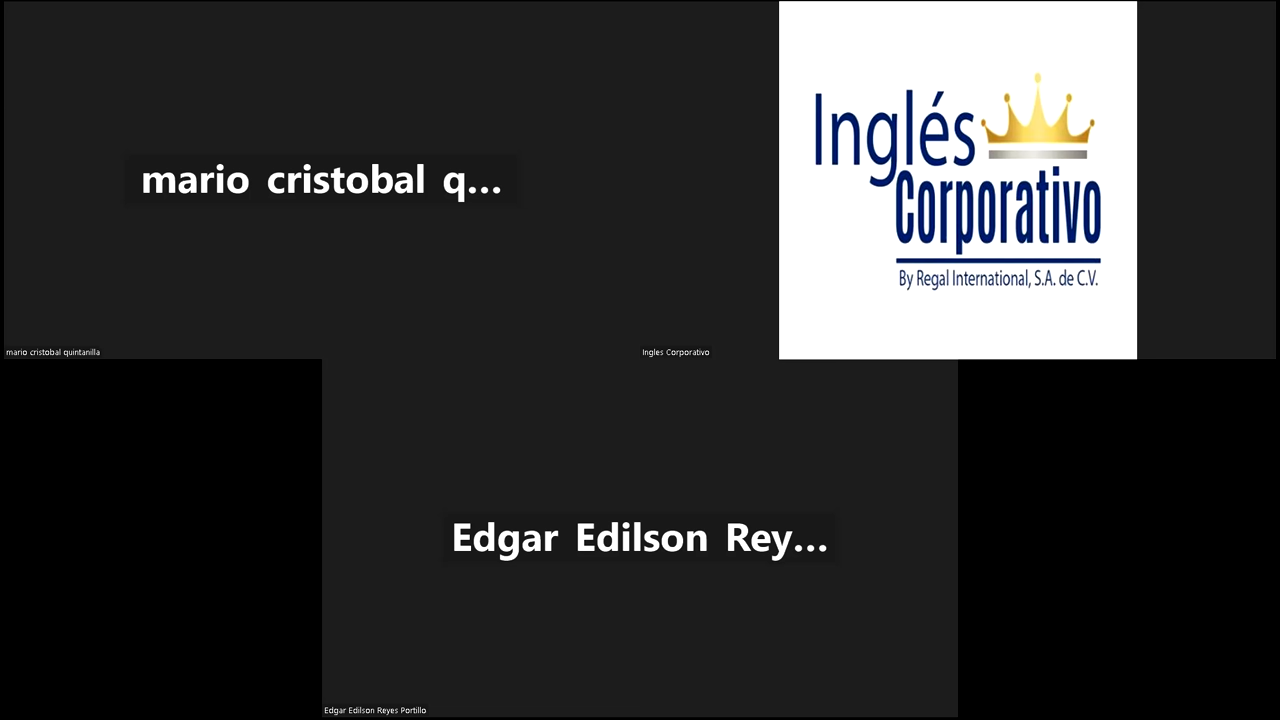 mario cristobal q...
mario cristobal quintanilla
Inglés
Corporativo
By Regal International, S.A. de C.V.
Ingles Corporativo
Edgar Edilson Rey...
Edgar Edilson Reyes Portillo